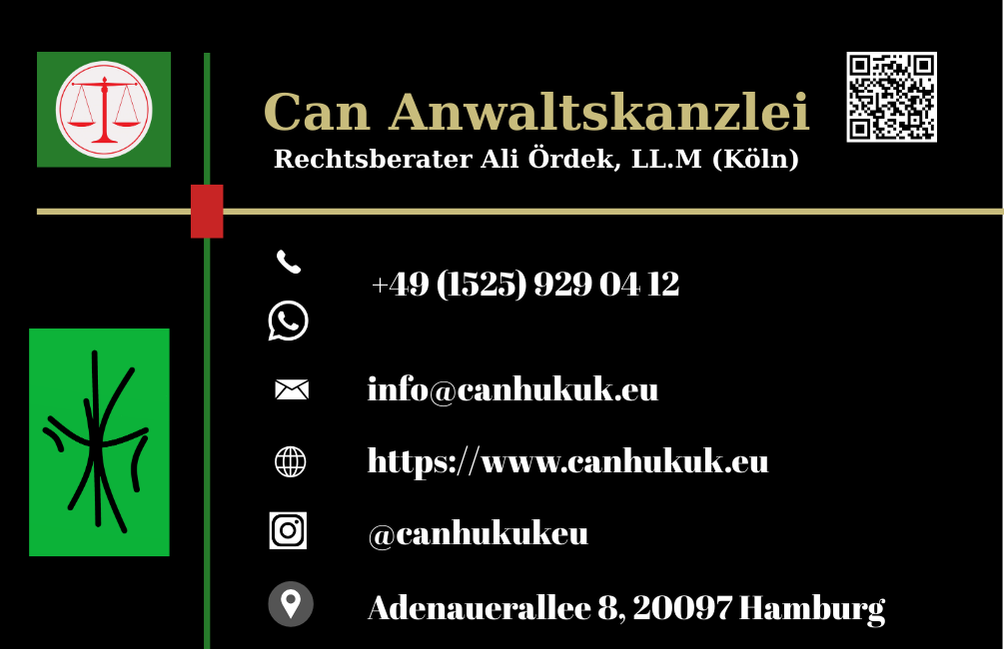 Can Anwaltskanzlei
Rechtsberater Ali Ördek, LL.M (Köln)
+49 (1525) 929 04 12
info@canhukuk.eu
https://www.canhukuk.eu
@canhukukeu
Adenauerallee 8, 20097 Hamburg